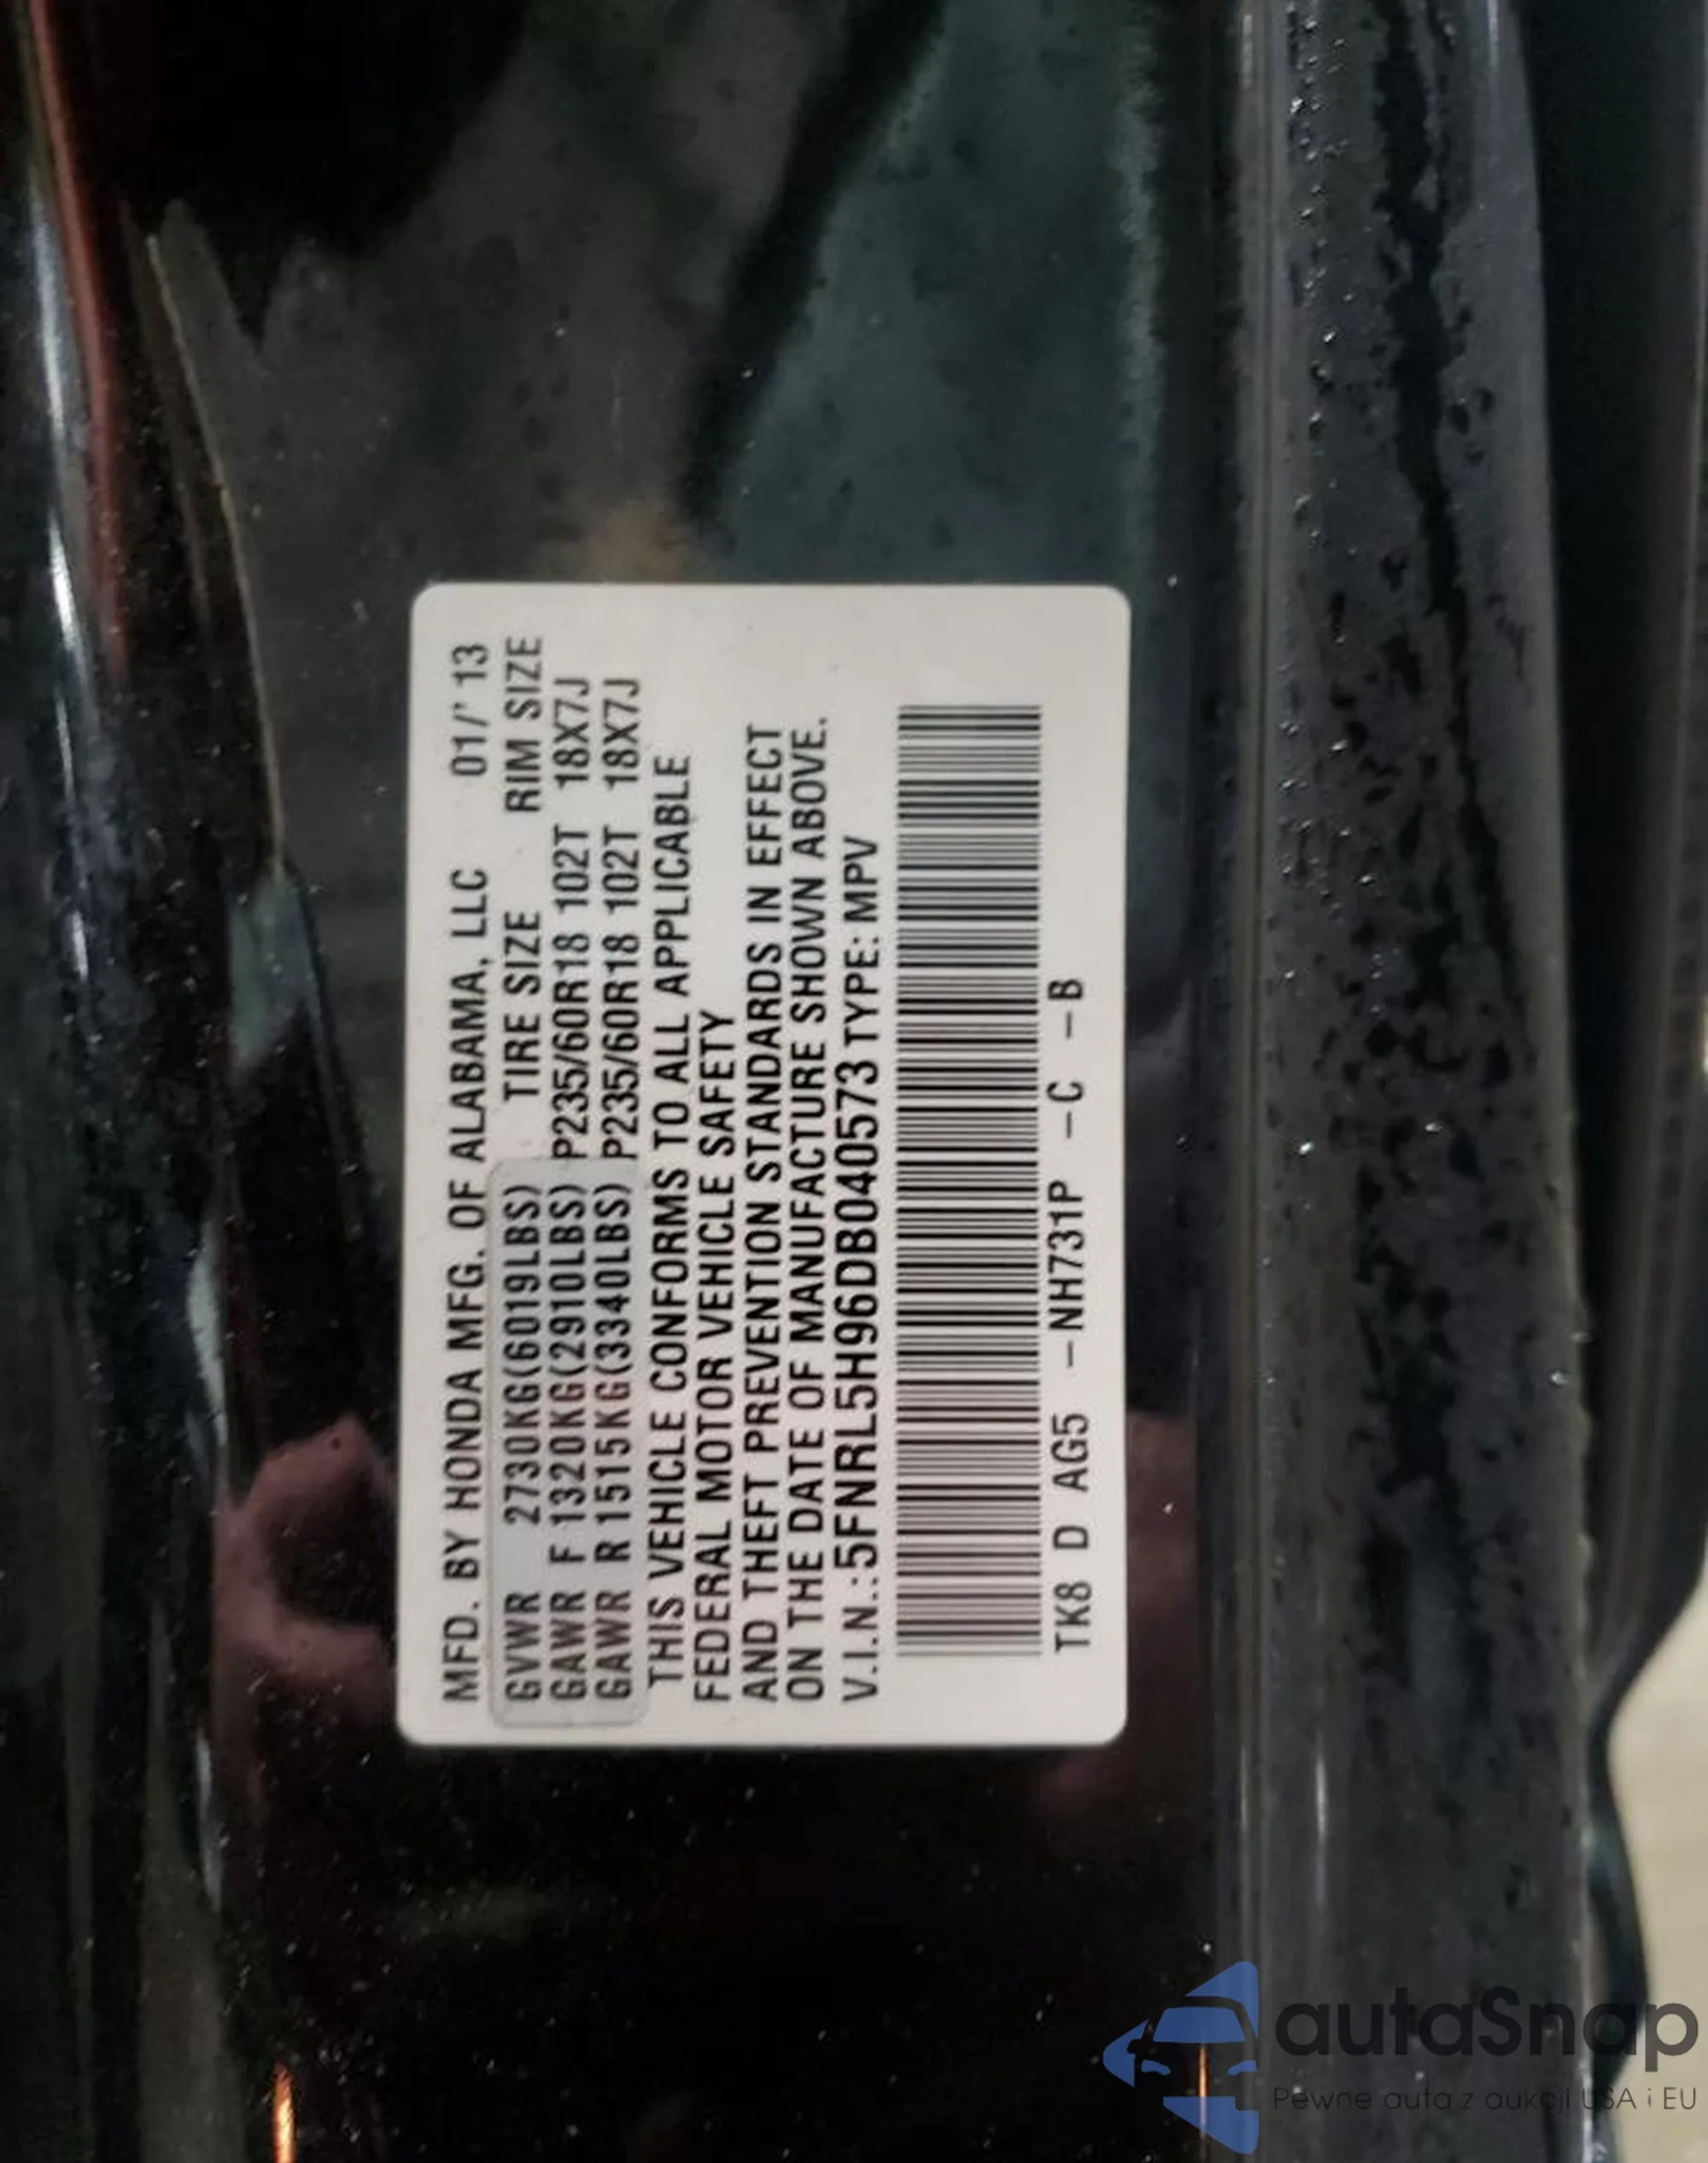 MFD. BY HONDA MFG. OF ALABAMA, LLC 01/' 13
GVWR 2730KG(6019LBS) TIRE SIZE RIM SIZE
GAWR F 1320KG(2910LBS) P235/60R18 102T 18X7J
GAWR R 1515KG(3340LBS) P235/60R18 102T 18X7J
THIS VEHICLE CONFORMS TO ALL APPLICABLE
FEDERAL MOTOR VEHICLE SAFETY
AND THEFT PREVENTION STANDARDS IN EFFECT
ON THE DATE OF MANUFACTURE SHOWN ABOVE.
V.I.N.:5FNRL5H96DB040573 TYPE: MPV
TK8 D AG5 -NH731P -C -B
autaSnap
Pewne auta z aukcji USA i EU